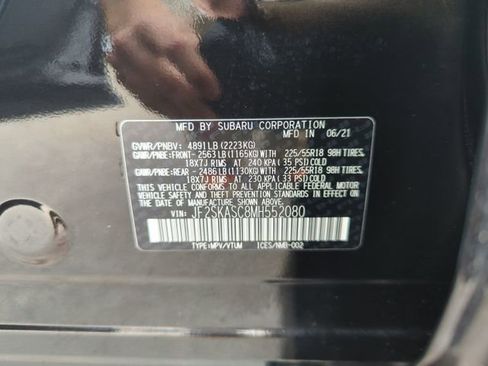 MFD BY SUBARU CORPORATION
MFD IN 06/21
GVWR/PNBV: 4891LB(2223KG)
GAWR/PNBE:FRONT-2563LB(1165KG)WITH 225/55R18 98H TIRES,
18X7J RIMS AT 240 KPA(35 PSI)COLD
GAWR/PNBE:REAR -2486LB(1130KG)WITH 225/55R18 98H TIRES,
18X7J RIMS AT 230 KPA(33 PSI)COLD
THIS VEHICLE CONFORMS TO ALL APPLICABLE U.S. FEDERAL
MOTOR VEHICLE SAFETY STANDARDS IN EFFECT ON THE
DATE OF MANUFACTURE SHOWN ABOVE.
VIN: JF2SKASC8MH552080
TYPE:MPV/VTUM ICES/NMB-002